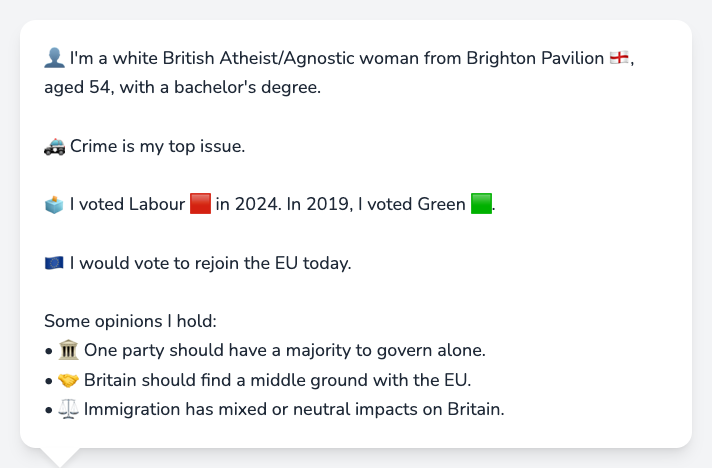 👤 I'm a white British Atheist/Agnostic woman from Brighton Pavilion 🏴󠁧󠁢󠁥󠁮󠁧󠁿,
aged 54, with a bachelor's degree.
🚓 Crime is my top issue.
🗳️ I voted Labour 🟥 in 2024. In 2019, I voted Green 🟩.
🇪🇺 I would vote to rejoin the EU today.
Some opinions I hold:
• 🏛️ One party should have a majority to govern alone.
• 🤝 Britain should find a middle ground with the EU.
• ⚖️ Immigration has mixed or neutral impacts on Britain.